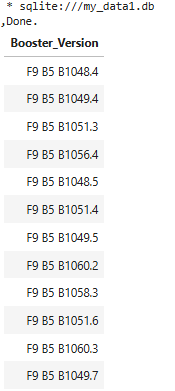 * sqlite:///my_data1.db
,Done.
Booster_Version
F9 B5 B1048.4
F9 B5 B1049.4
F9 B5 B1051.3
F9 B5 B1056.4
F9 B5 B1048.5
F9 B5 B1051.4
F9 B5 B1049.5
F9 B5 B1060.2
F9 B5 B1058.3
F9 B5 B1051.6
F9 B5 B1060.3
F9 B5 B1049.7